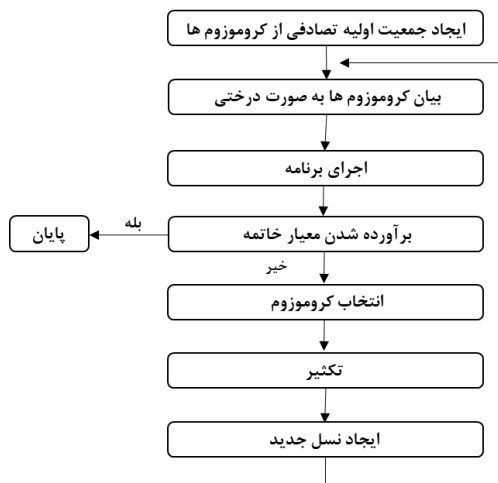 ایجاد جمعیت اولیه تصادفی از کروموزوم ها
بیان کروموزوم ها به صورت درختی
اجرای برنامه
برآورده شدن معیار خاتمه
بله
پایان
خیر
انتخاب کروموزوم
تکثیر
ایجاد نسل جدید